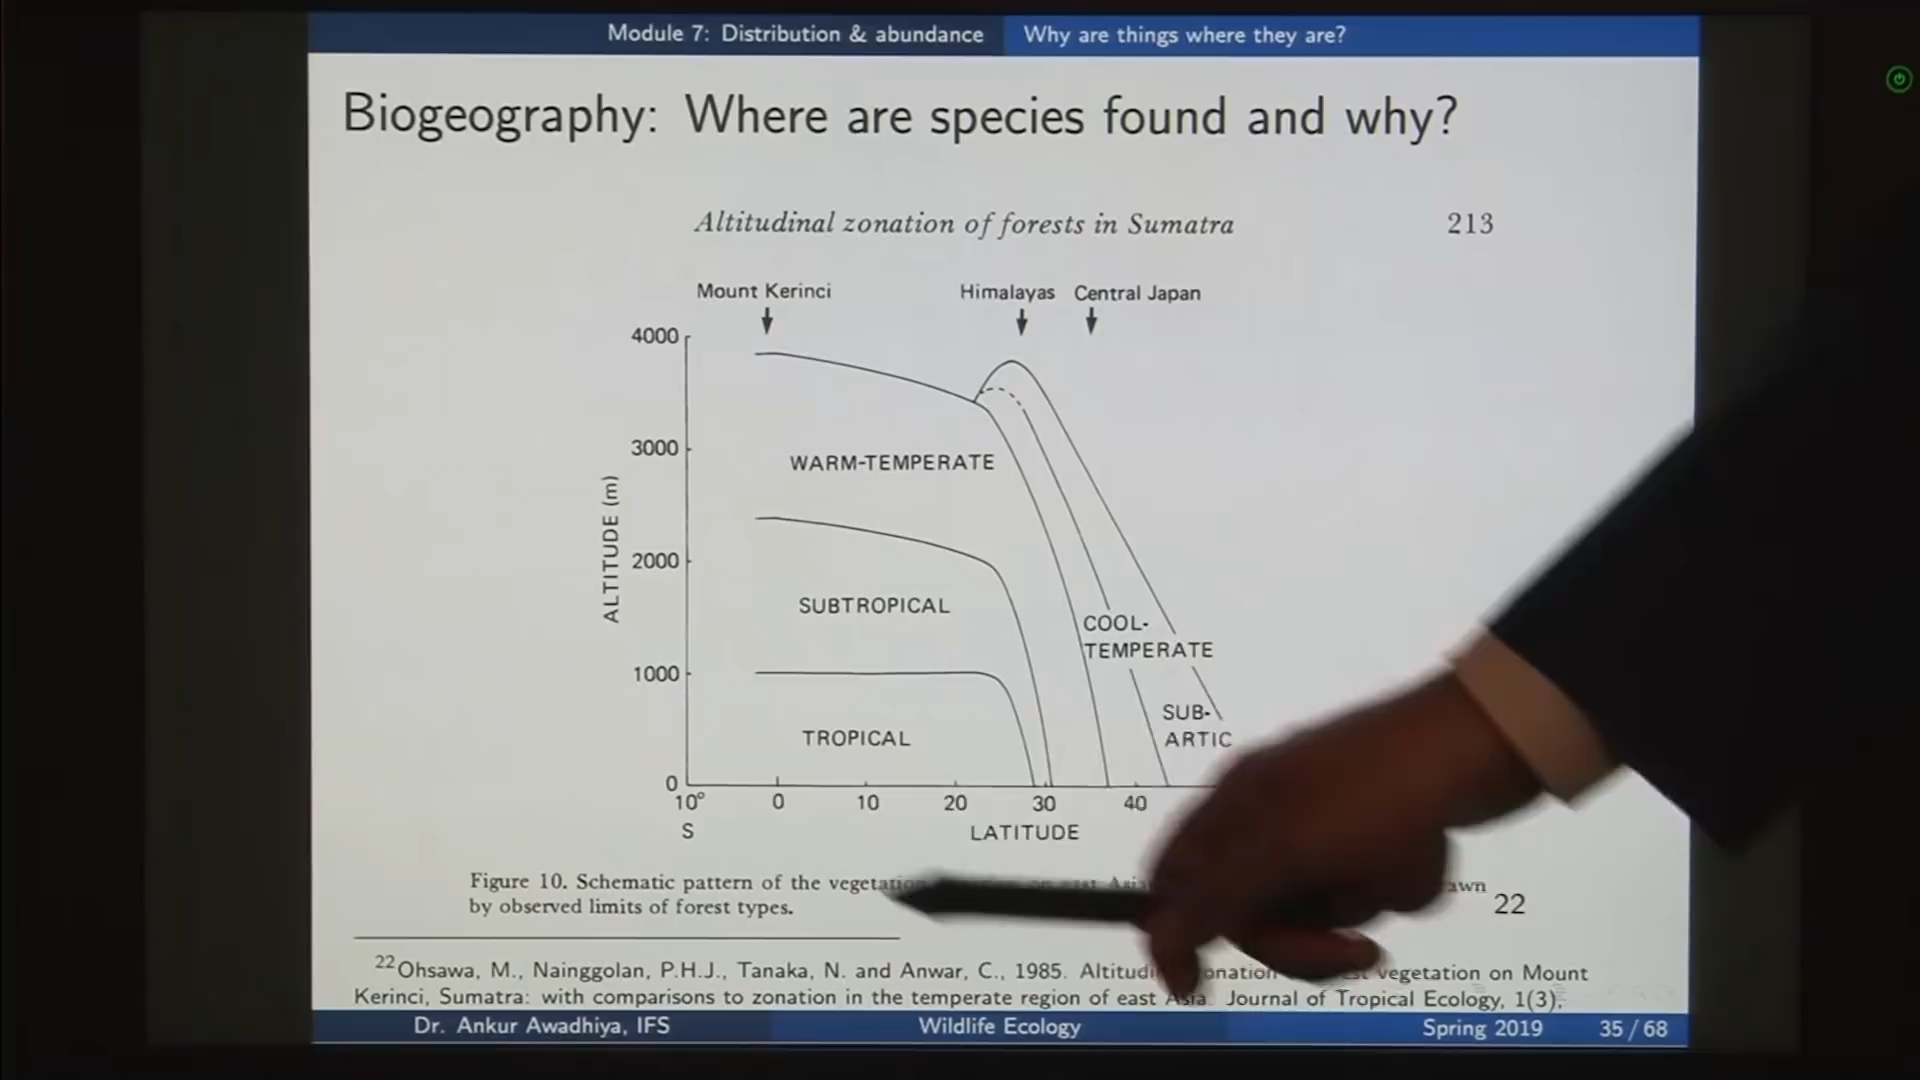 Module 7: Distribution & abundance Why are things where they are?
Biogeography: Where are species found and why?
Altitudinal zonation of forests in Sumatra 213
Mount Kerinci Himalayas Central Japan
4000
3000
2000
1000
0
ALTITUDE (m)
WARM-TEMPERATE
SUBTROPICAL
TROPICAL
COOL-
TEMPERATE
SUB-
ARTIC
10° 0 10 20 30 40
S LATITUDE
Figure 10. Schematic pattern of the
by observed limits of forest types. 22
22 Ohsawa, M., Nainggolan, P.H.J., Tanaka, N. and Anwar, C., 1985. vegetation on Mount
Kerinci, Sumatra: with comparisons to zonation in the temperate region of east Asia. Journal of Tropical Ecology, 1(3),
Dr. Ankur Awadhiya, IFS Wildlife Ecology Spring 2019 35 / 68